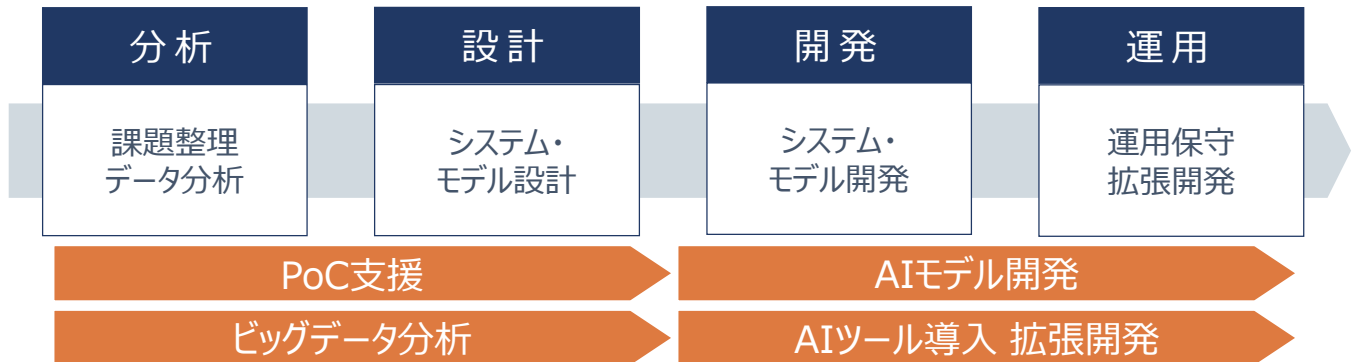 分析
課題整理
データ分析
設計
システム・
モデル設計
開発
システム・
モデル開発
運用
運用保守
拡張開発
PoC支援
AIモデル開発
ビッグデータ分析
AIツール導入 拡張開発